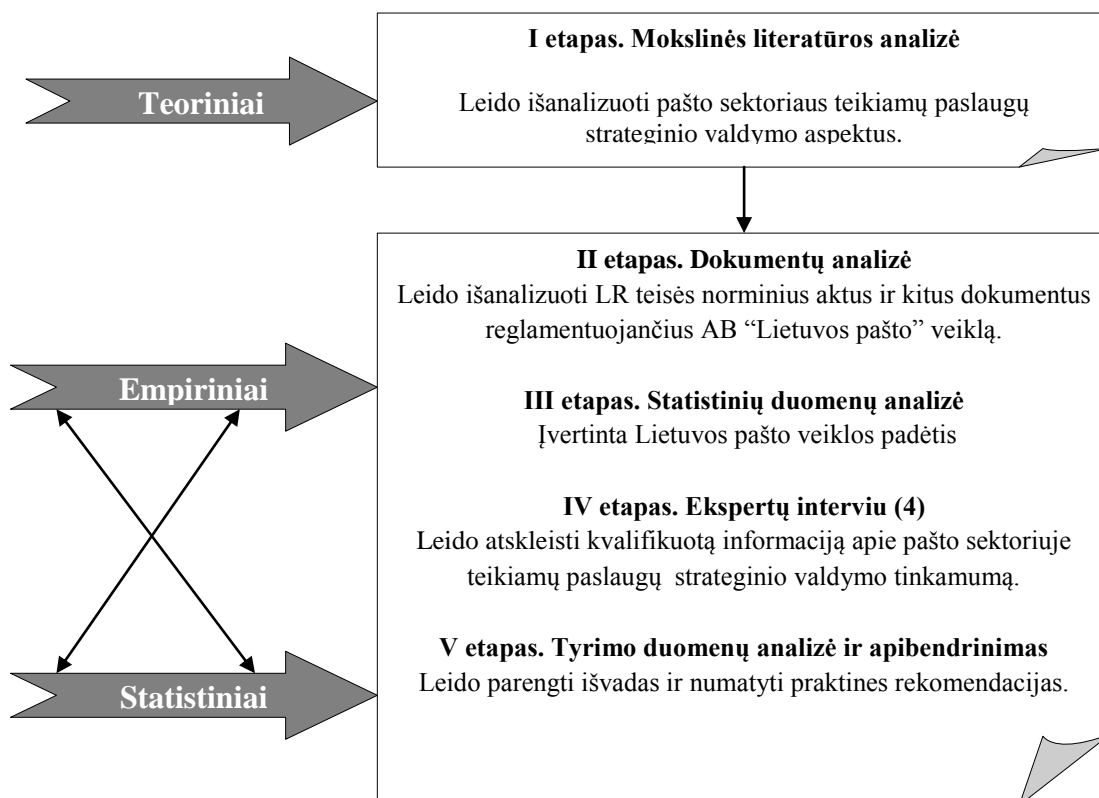 I etapas. Mokslinės literatūros analizė
Teoriniai
Leido išanalizuoti pašto sektoriaus teikiamų paslaugų
strateginio valdymo aspektus.
II etapas. Dokumentų analizė
Leido išanalizuoti LR teisės norminius aktus ir kitus dokumentus
reglamentuojančius AB “Lietuvos pašto” veiklą.
Empiriniai
III etapas. Statistinių duomenų analizė
Įvertinta Lietuvos pašto veiklos padėtis
IV etapas. Ekspertų interviu (4)
Leido atskleisti kvalifikuotą informaciją apie pašto sektoriuje
teikiamų paslaugų strateginio valdymo tinkamumą.
V etapas. Tyrimo duomenų analizė ir apibendrinimas
Leido parengti išvadas ir numatyti praktines rekomendacijas.
Statistiniai